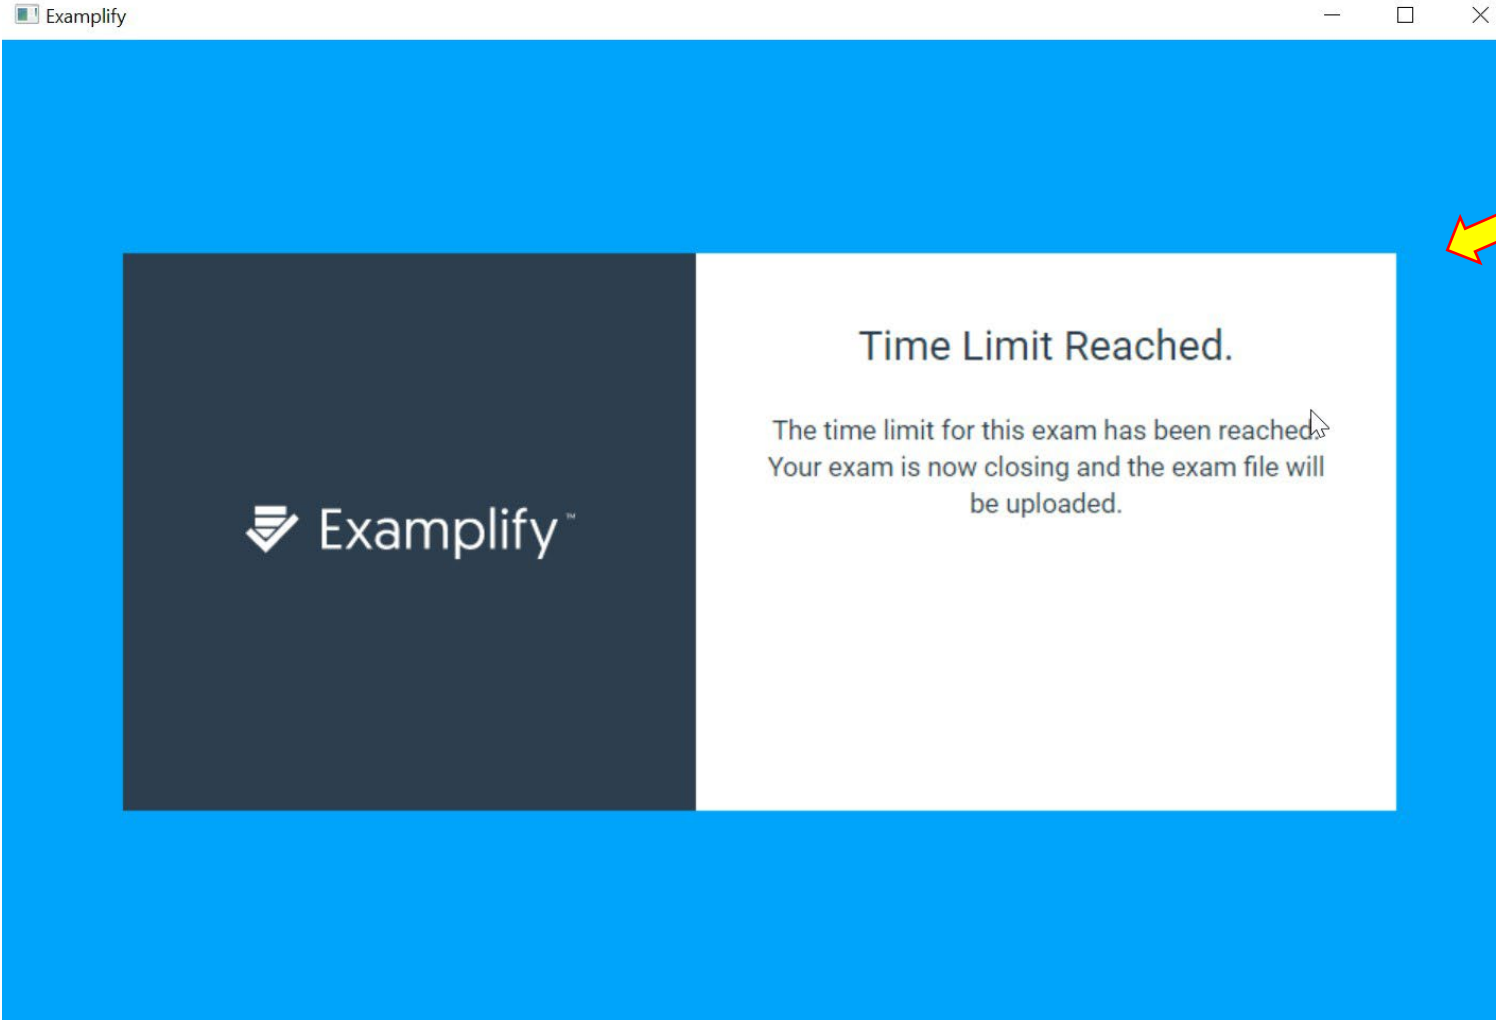 Examplify
Time Limit Reached.
The time limit for this exam has been reached.
Your exam is now closing and the exam file will
be uploaded.
Examplify™